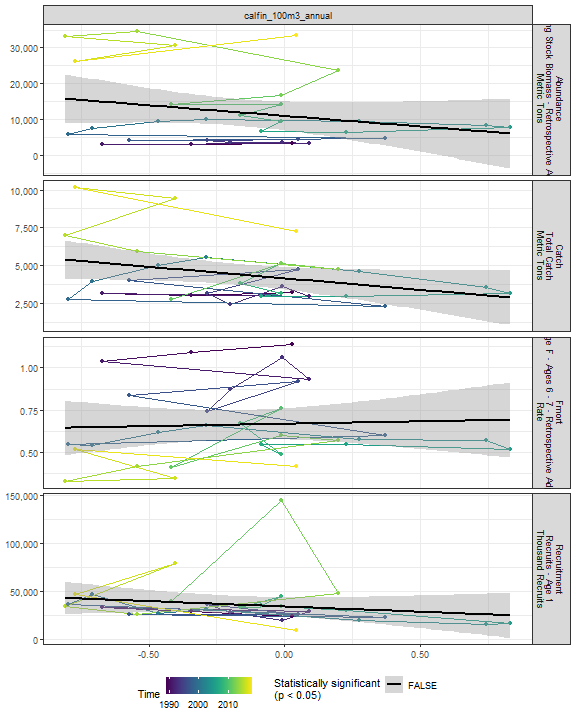 calfin_100m3_annual
30,000
20,000
10,000
0
Abundance
ng Stock Biomass - Retrospective A
Metric Tons
10,000
7,500
5,000
2,500
Catch
Total Catch
Metric Tons
1.00
0.75
0.50
Fmort
ge F - Ages 6 - 7 - Retrospective Ad
Rate
150,000
100,000
50,000
0
Recruitment
Recruits - Age 1
Thousand Recruits
-0.50 0.00 0.50
Time
1990 2000 2010
Statistically significant
(p < 0.05)
FALSE